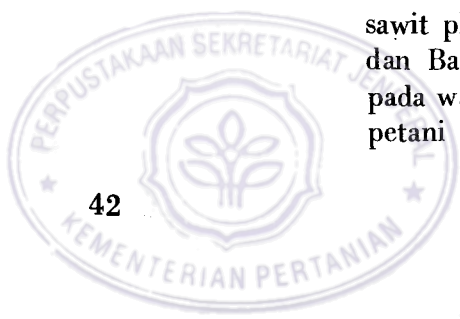 sawit p
dan Ba
pada w
petani
42
PERPUSTAKAAN SEKRETARIAT JENDERAL
KEMENTERIAN PERTANIAN